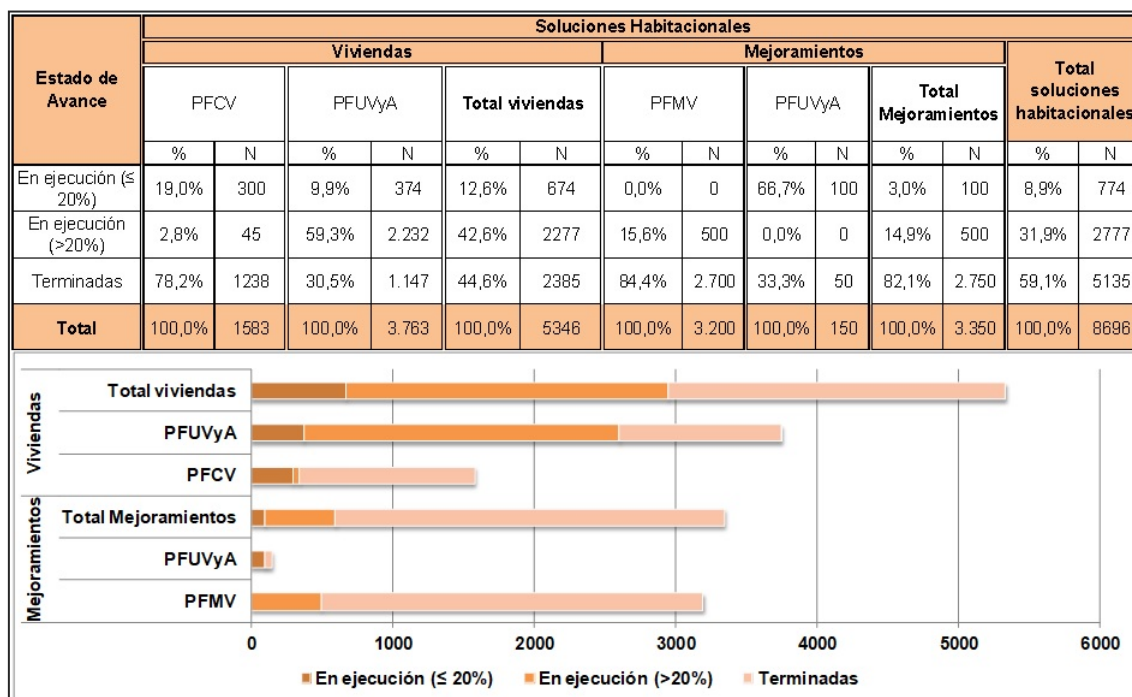 Soluciones Habitacionales
Viviendas Mejoramientos
Estado de Avance PFCV PFUVyA Total viviendas PFMV PFUVyA Total Mejoramientos Total soluciones habitacionales
% N % N % N % N % N % N % N
En ejecución (≤ 20%) 19,0% 300 9,9% 374 12,6% 674 0,0% 0 66,7% 100 3,0% 100 8,9% 774
En ejecución (>20%) 2,8% 45 59,3% 2.232 42,6% 2277 15,6% 500 0,0% 0 14,9% 500 31,9% 2777
Terminadas 78,2% 1238 30,5% 1.147 44,6% 2385 84,4% 2.700 33,3% 50 82,1% 2.750 59,1% 5135
Total 100,0% 1583 100,0% 3.763 100,0% 5346 100,0% 3.200 100,0% 150 100,0% 3.350 100,0% 8696
Viviendas
Total viviendas
PFUVyA
PFCV
Mejoramientos
Total Mejoramientos
PFUVyA
PFMV
0 1000 2000 3000 4000 5000 6000
En ejecución (≤ 20%) En ejecución (>20%) Terminadas